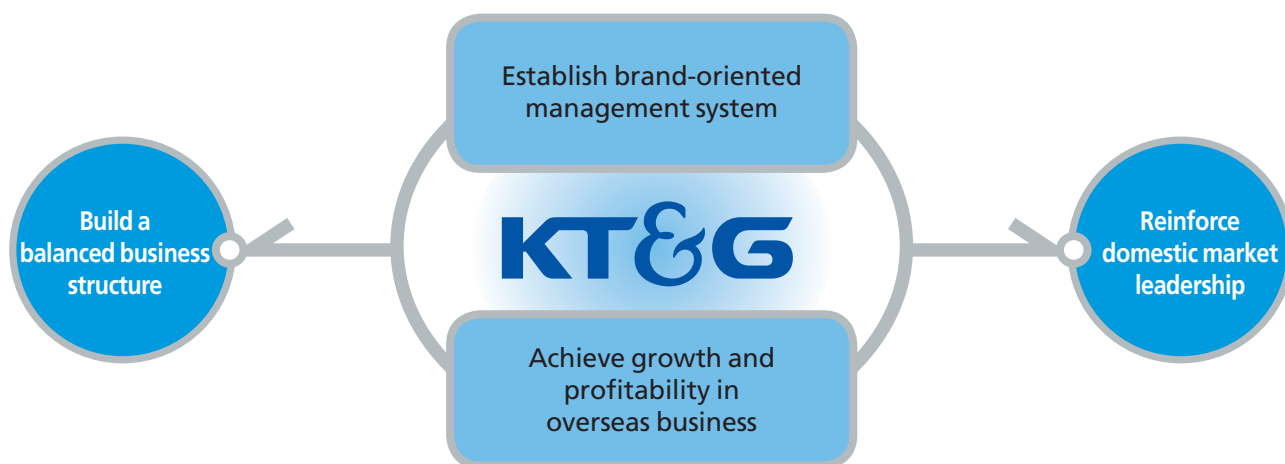 Establish brand-oriented
management system
Build a
balanced business
structure
KT&G
Reinforce
domestic market
leadership
Achieve growth and
profitability in
overseas business